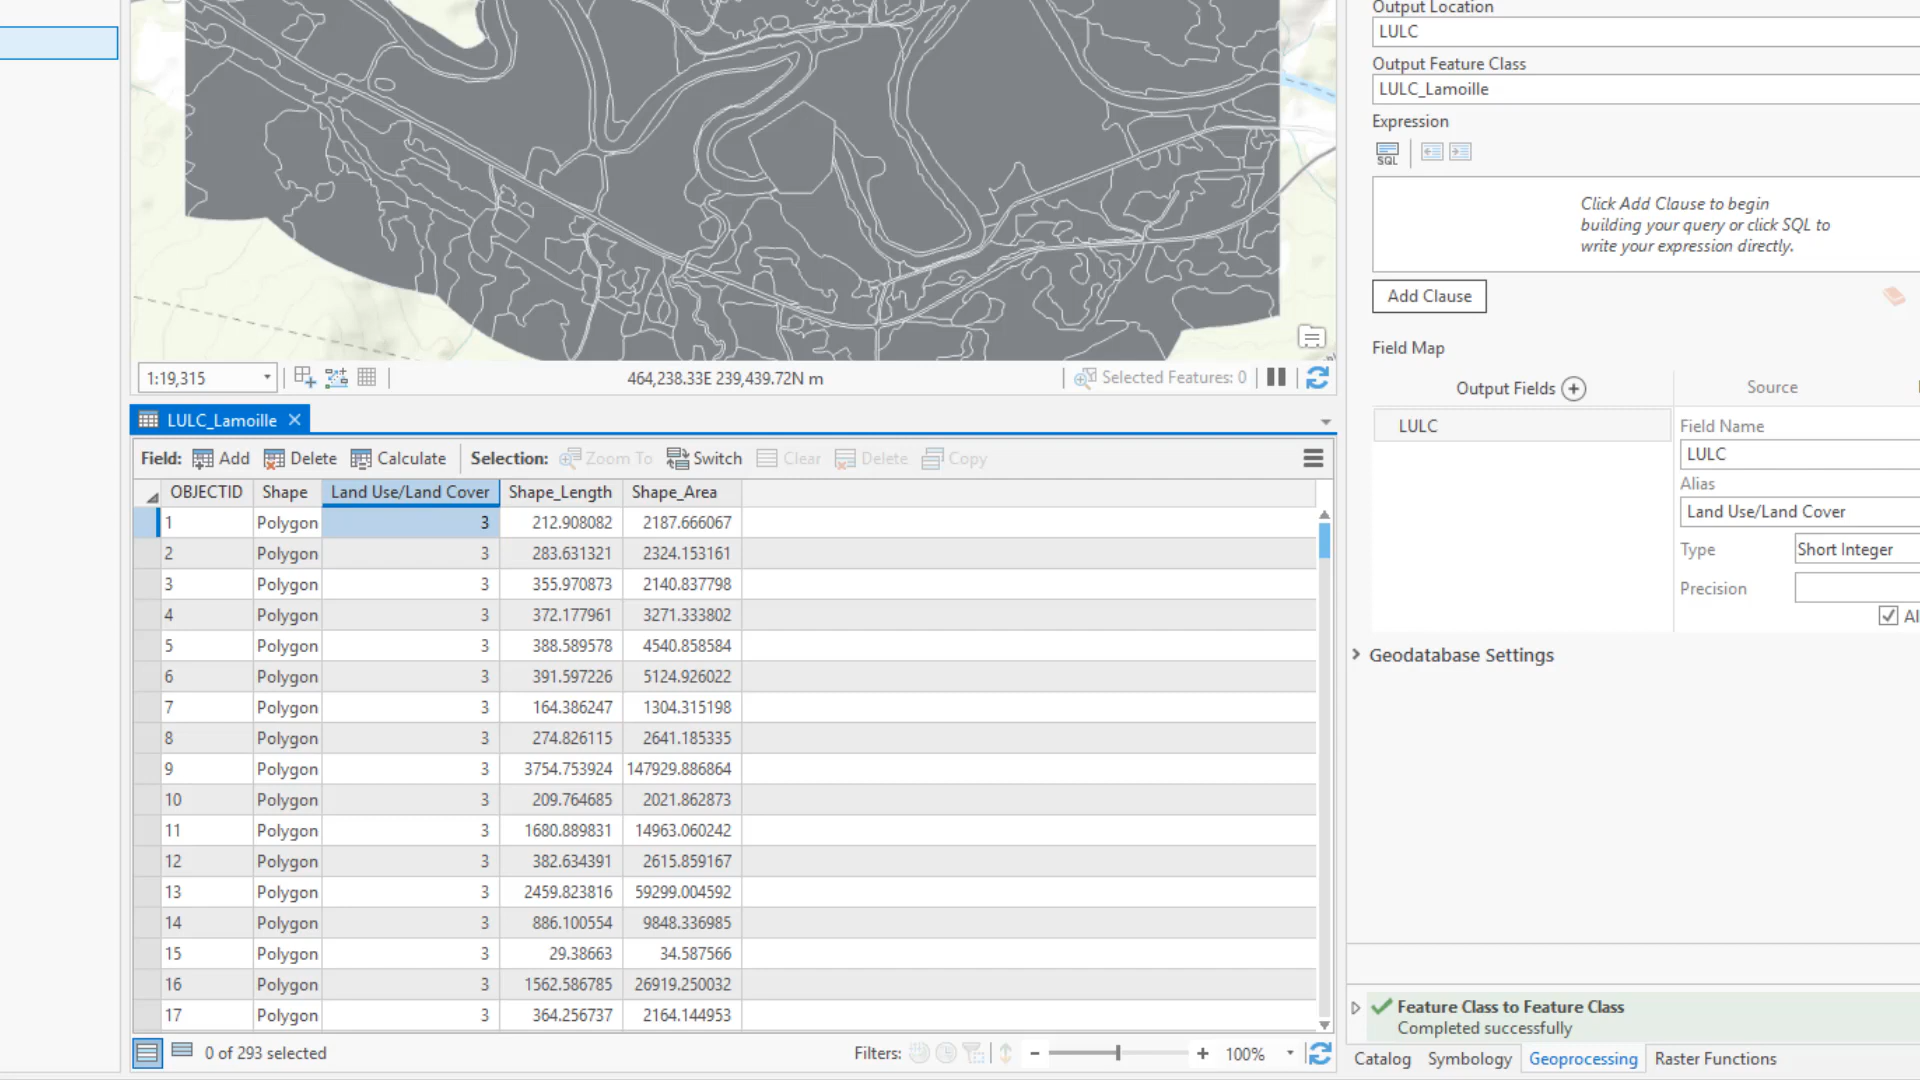 Output Location
LULC
Output Feature Class
LULC_Lamoille
Expression
SQL
Click Add Clause to begin
building your query or click SQL to
write your expression directly.
Add Clause
Field Map
Output Fields
Source
LULC
Field Name
LULC
Alias
Land Use/Land Cover
Type
Short Integer
Precision
Geodatabase Settings
1:19,315
464,238.33E 239,439.72N m
Selected Features: 0
LULC_Lamoille
Field: Add Delete Calculate Selection: Zoom To Switch Clear Delete Copy
OBJECTID Shape Land Use/Land Cover Shape_Length Shape_Area
1 Polygon 3 212.908082 2187.666067
2 Polygon 3 283.631321 2324.153161
3 Polygon 3 355.970873 2140.837798
4 Polygon 3 372.177961 3271.333802
5 Polygon 3 388.589578 4540.858584
6 Polygon 3 391.597226 5124.926022
7 Polygon 3 164.386247 1304.315198
8 Polygon 3 274.826115 2641.185335
9 Polygon 3 3754.753924 147929.886864
10 Polygon 3 209.764685 2021.862873
11 Polygon 3 1680.889831 14963.060242
12 Polygon 3 382.634391 2615.859167
13 Polygon 3 2459.823816 59299.004592
14 Polygon 3 886.100554 9848.336985
15 Polygon 3 29.38663 34.587566
16 Polygon 3 1562.586785 26919.250032
17 Polygon 3 364.256737 2164.144953
0 of 293 selected
Filters:
100%
Feature Class to Feature Class
Completed successfully
Catalog Symbology Geoprocessing Raster Functions